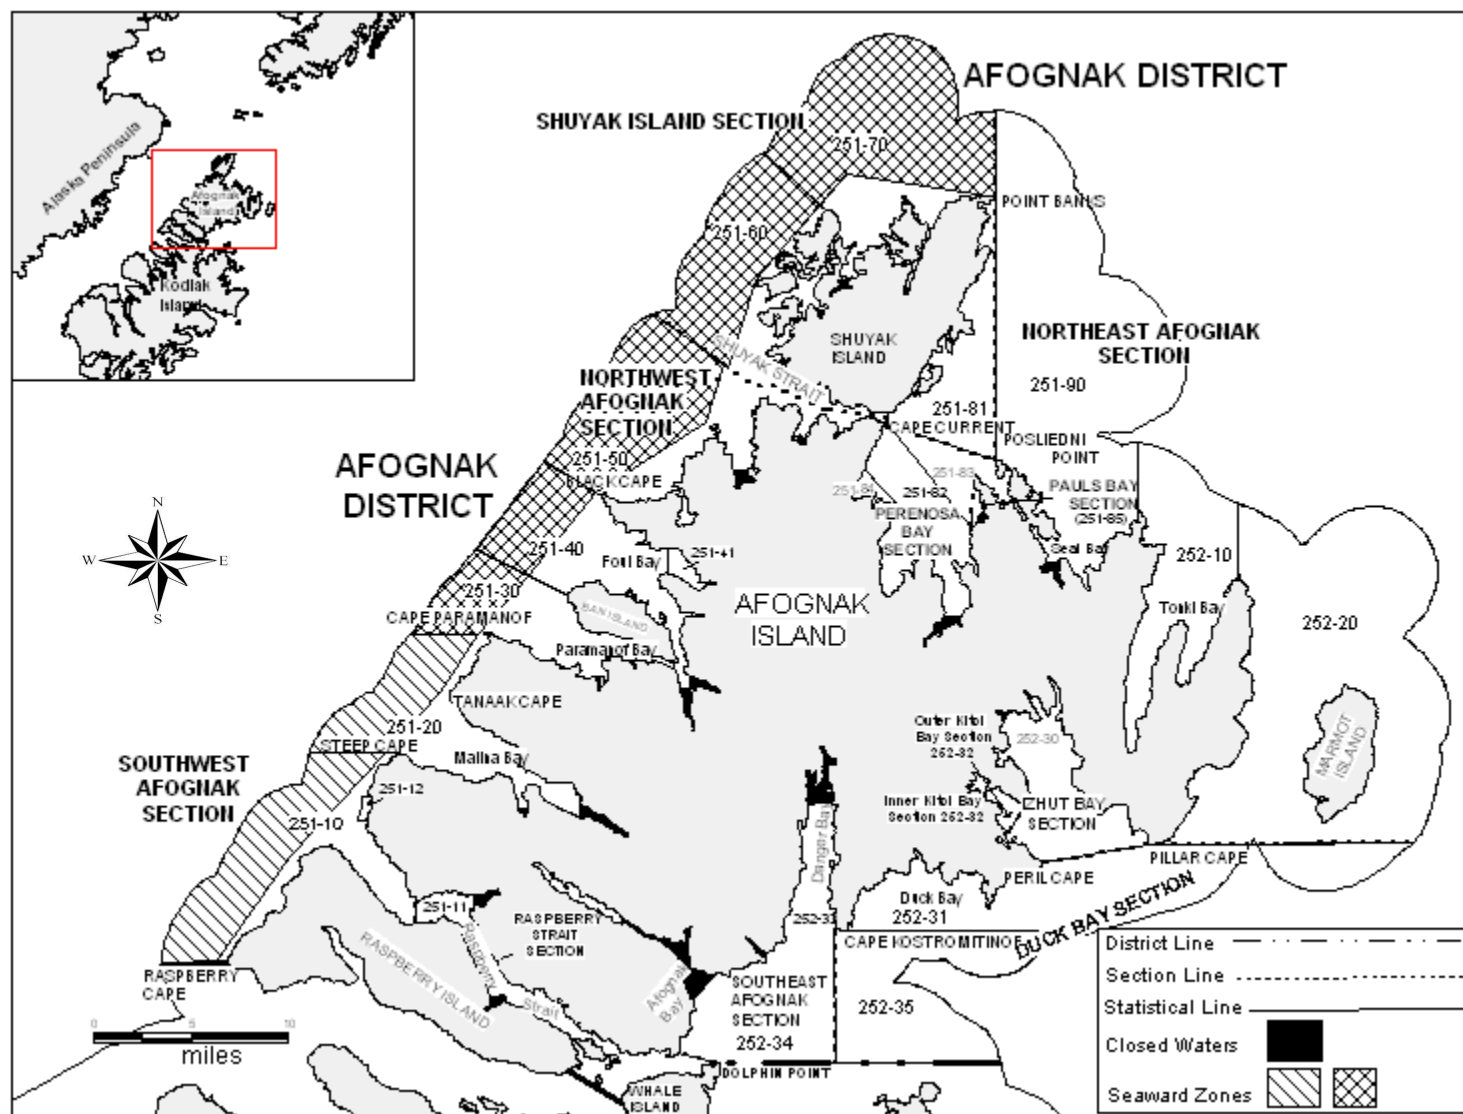 Alaska Peninsula
Afognak
Island
Kodiak
Island
AFOGNAK DISTRICT
SHUYAK ISLAND SECTION
251-70
POINT BANKS
251-60
NORTHEAST AFOGNAK
SECTION
SHUYAK
ISLAND
SHUYAK STRAIT
251-90
NORTHWEST
AFOGNAK
SECTION
251-81
CAPE CURRENT
POSLIEDNI
POINT
AFOGNAK
DISTRICT
251-50
BLACK CAPE
251-83
251-84
251-82
PERENOSA
BAY
SECTION
PAULS BAY
SECTION
(251-85)
Seal Bay
N
W
E
S
251-40
Foul Bay
251-41
252-10
251-30
CAPE PARAMANOF
BAN ISLAND
AFOGNAK
ISLAND
Tonki Bay
252-20
Paramanof Bay
TANAAK CAPE
251-20
STEEP CAPE
Malina Bay
Outer Kitoi
Bay Section
252-32
252-30
MARMOT
ISLAND
SOUTHWEST
AFOGNAK
SECTION
251-12
251-10
Inner Kitoi Bay
Section 252-32
IZHUT BAY
SECTION
Danger Bay
PILLAR CAPE
PERIL CAPE
Duck Bay
252-31
DUCK BAY SECTION
251-11
RASPBERRY
STRAIT
SECTION
252-33
CAPE KOSTROMITINOF
RASPBERRY
CAPE
RASPBERRY ISLAND
Raspberry
Strait
Afognak
Bay
SOUTHEAST
AFOGNAK
SECTION
252-34
252-35
DOLPHIN POINT
WHALE
ISLAND
0 5 10
miles
District Line
Section Line
Statistical Line
Closed Waters
Seaward Zones